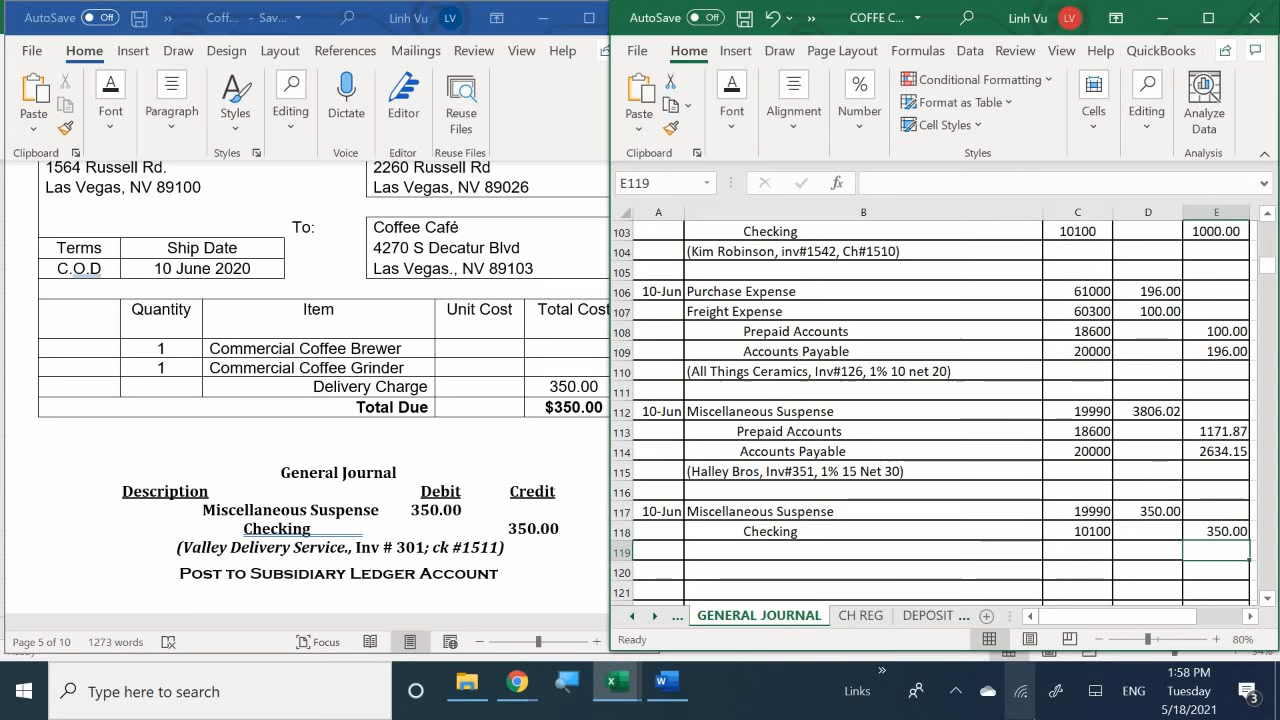 AutoSave Off Coff... - Sav... Linh Vu LV
File Home Insert Draw Design Layout References Mailings Review View Help
Paste Font Paragraph Styles Editing Dictate Editor Reuse Files
Clipboard Styles Voice Editor Reuse Files
1564 Russell Rd. 2260 Russell Rd
Las Vegas, NV 89100 Las Vegas, NV 89026
To: Coffee Café
Terms Ship Date 4270 S Decatur Blvd
C.O.D 10 June 2020 Las Vegas., NV 89103
Quantity Item Unit Cost Total Cost
1 Commercial Coffee Brewer
1 Commercial Coffee Grinder
Delivery Charge 350.00
Total Due $350.00
General Journal
Description Debit Credit
Miscellaneous Suspense 350.00
Checking 350.00
(Valley Delivery Service., Inv # 301; ck #1511)
Post to Subsidiary Ledger Account
Page 5 of 10 1273 words Focus
AutoSave Off COFFE C... Linh Vu LV
File Home Insert Draw Page Layout Formulas Data Review View Help QuickBooks
Paste Font Alignment Number Conditional Formatting Format as Table Cell Styles Cells Editing Analyze Data
Clipboard Styles Analysis
E119 fx
A B C D E
103 Checking 10100 1000.00
104 (Kim Robinson, inv#1542, Ch#1510)
105
106 10-Jun Purchase Expense 61000 196.00
107 Freight Expense 60300 100.00
108 Prepaid Accounts 18600 100.00
109 Accounts Payable 20000 196.00
110 (All Things Ceramics, Inv#126, 1% 10 net 20)
111
112 10-Jun Miscellaneous Suspense 19990 3806.02
113 Prepaid Accounts 18600 1171.87
114 Accounts Payable 20000 2634.15
115 (Halley Bros, Inv#351, 1% 15 Net 30)
116
117 10-Jun Miscellaneous Suspense 19990 350.00
118 Checking 10100 350.00
119
120
121
... GENERAL JOURNAL CH REG DEPOSIT ...
Ready 80%
Type here to search Links ENG 1:58 PM
Tuesday
5/18/2021 3